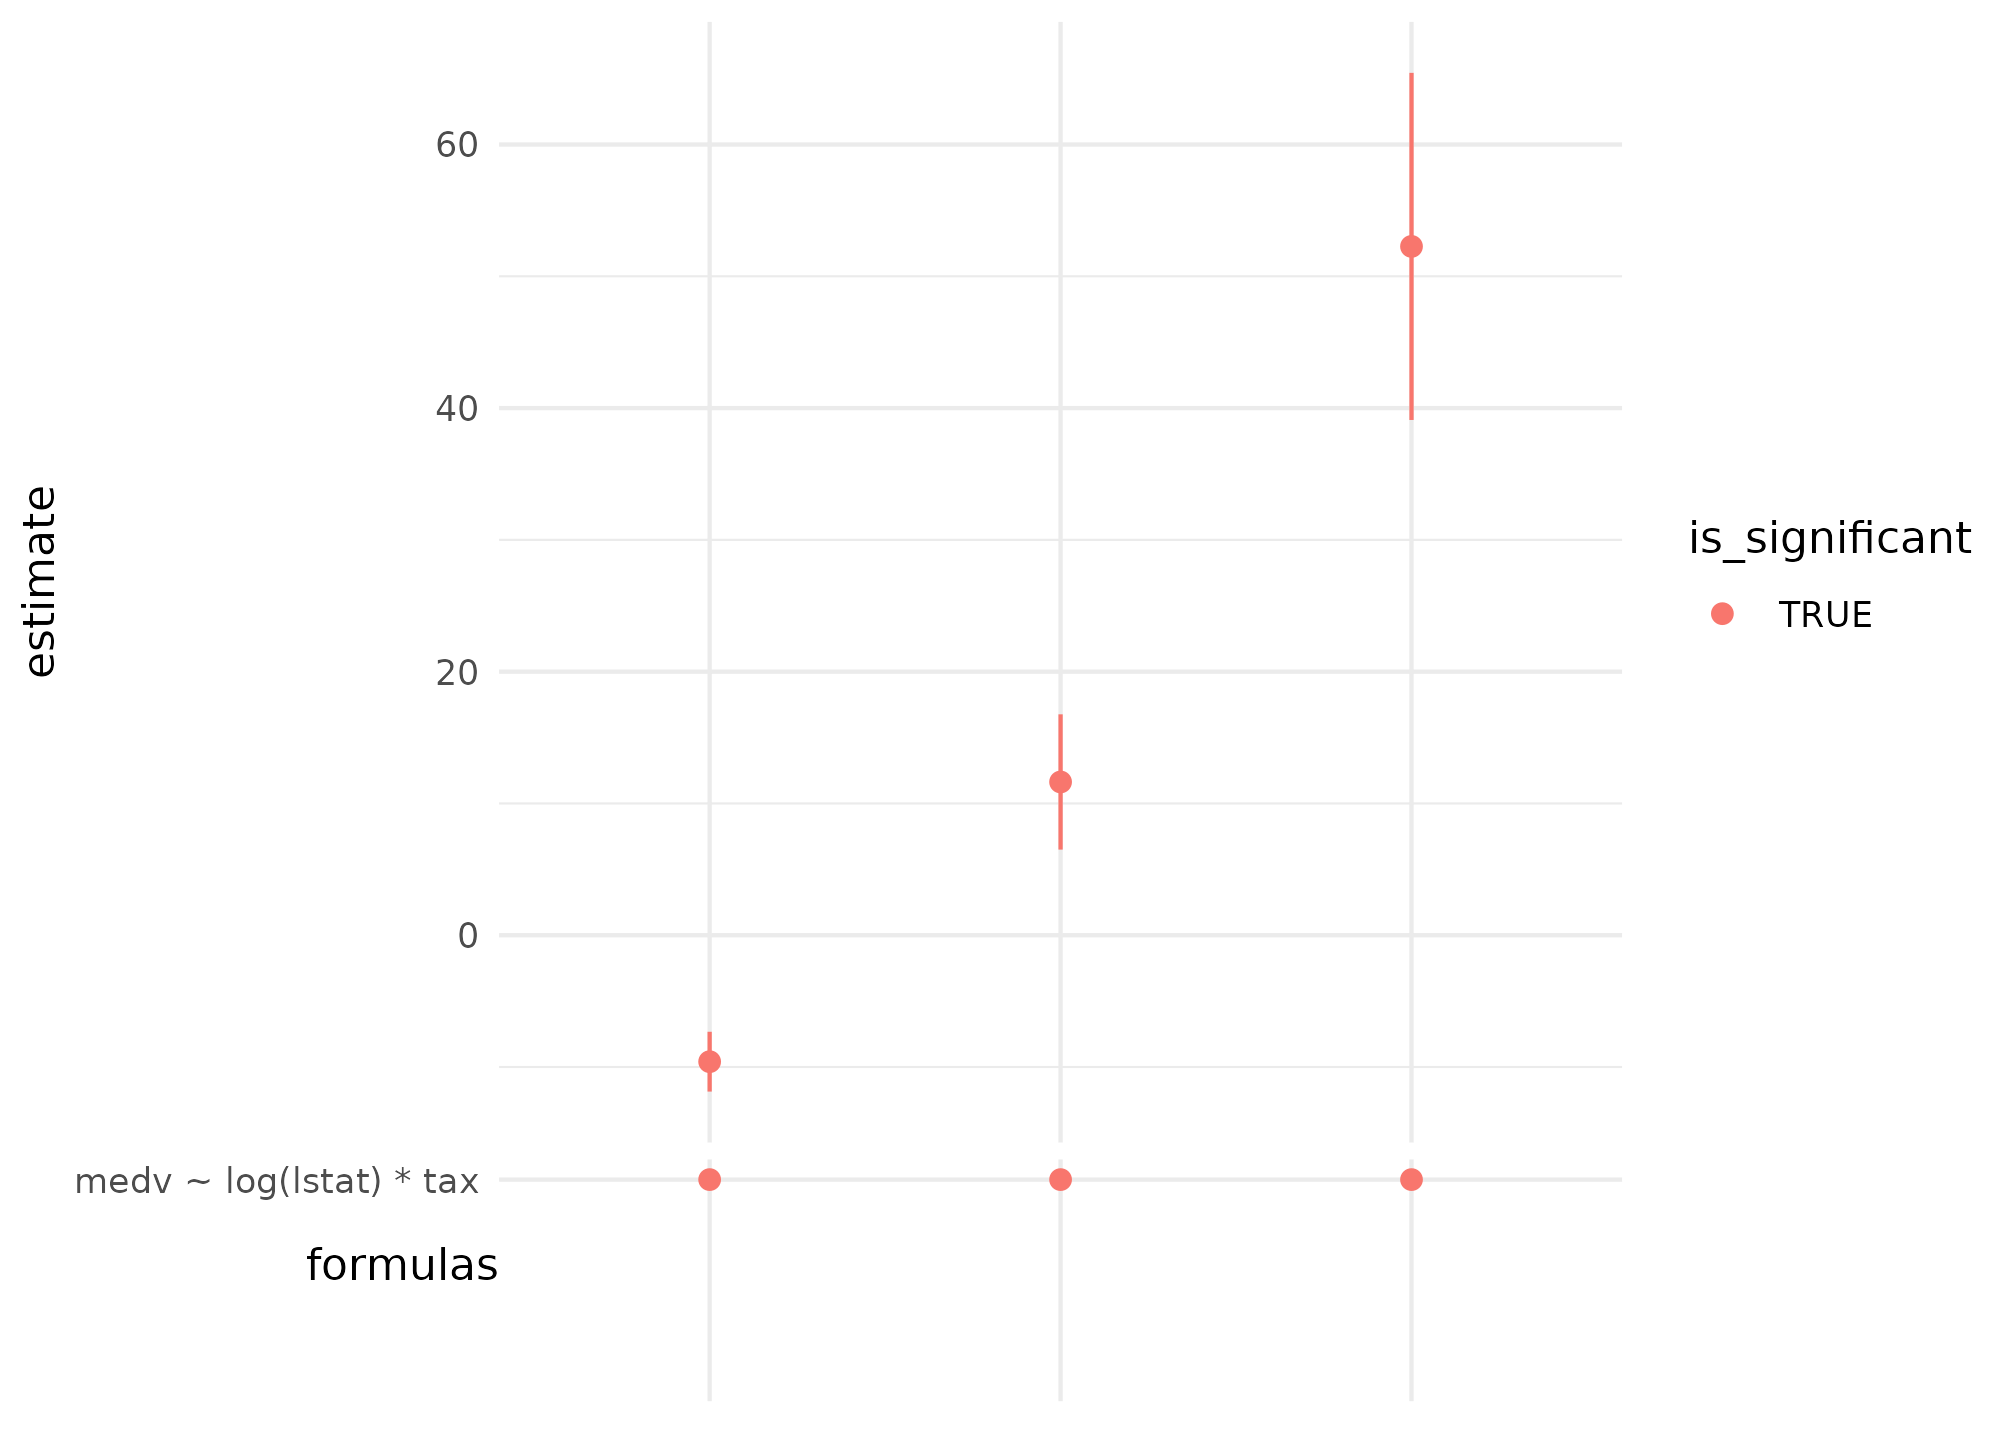 60
40
20
0
estimate
is_significant
TRUE
medv ~ log(lstat) * tax
formulas